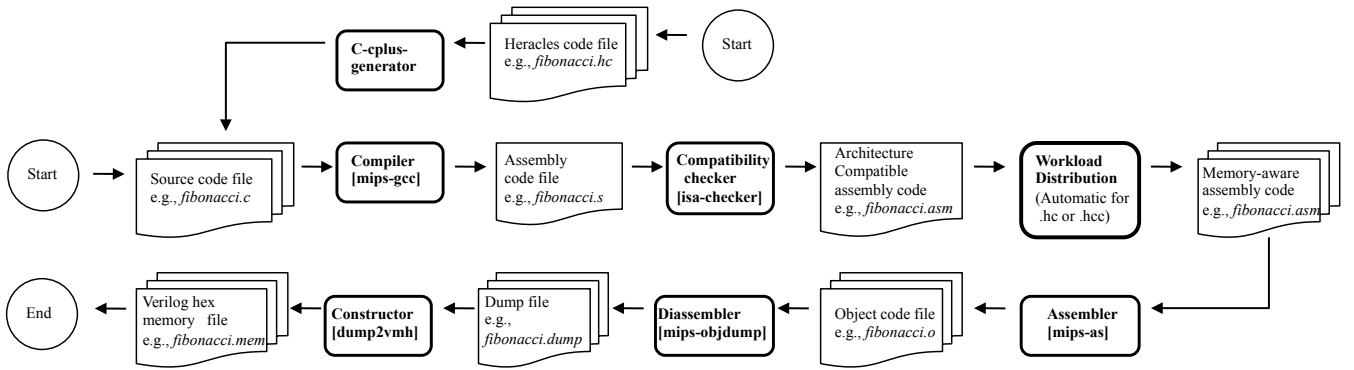 C-cplus-
generator
Heracles code file
e.g., fibonacci.hc
Start
Start
Source code file
e.g., fibonacci.c
Compiler
[mips-gcc]
Assembly
code file
e.g., fibonacci.s
Compatibility
checker
[isa-checker]
Architecture
Compatible
assembly code
e.g., fibonacci.asm
Workload
Distribution
(Automatic for
.hc or .hcc)
Memory-aware
assembly code
e.g., fibonacci.asm
End
Verilog hex
memory file
e.g., fibonacci.mem
Constructor
[dump2vmh]
Dump file
e.g.,
fibonacci.dump
Diassembler
[mips-objdump]
Object code file
e.g., fibonacci.o
Assembler
[mips-as]